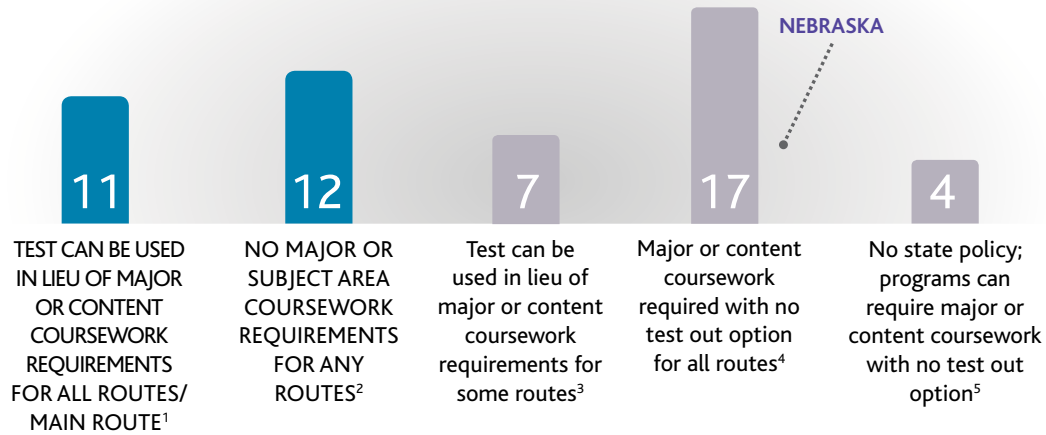 NEBRASKA
11
12
7
17
4
TEST CAN BE USED
IN LIEU OF MAJOR
OR CONTENT
COURSEWORK
REQUIREMENTS
FOR ALL ROUTES/
MAIN ROUTE¹
NO MAJOR OR
SUBJECT AREA
COURSEWORK
REQUIREMENTS
FOR ANY
ROUTES²
Test can be
used in lieu of
major or content
coursework
requirements for
some routes³
Major or content
coursework
required with no
test out option
for all routes⁴
No state policy;
programs can
require major or
content coursework
with no test out
option⁵